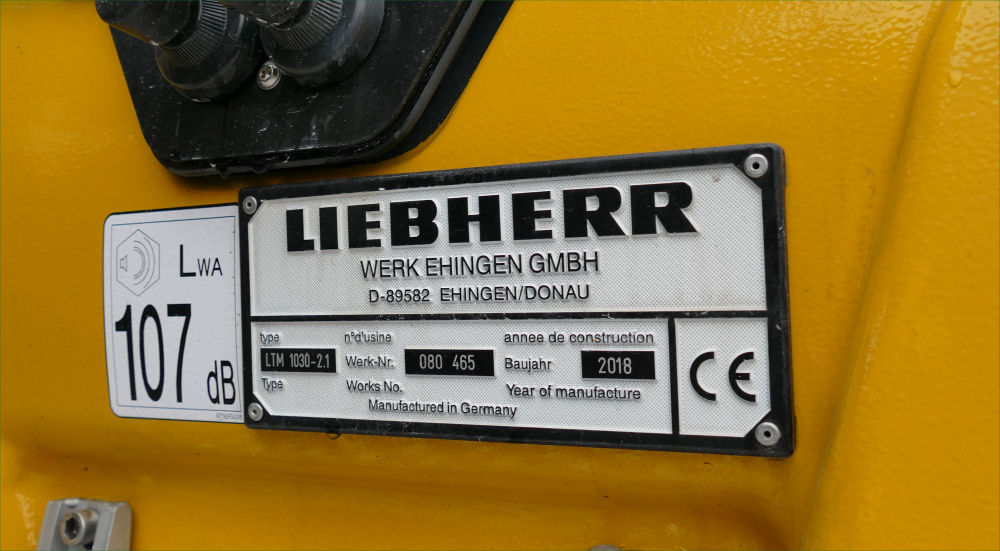 LWA
107
dB
LIEBHERR
WERK EHINGEN GMBH
D-89582 EHINGEN/DONAU
type n°d'usine annee de construction
LTM 1030-2.1 Werk-Nr. 080 465 Baujahr 2018
Type Works No. Year of manufacture
Manufactured in Germany
CE